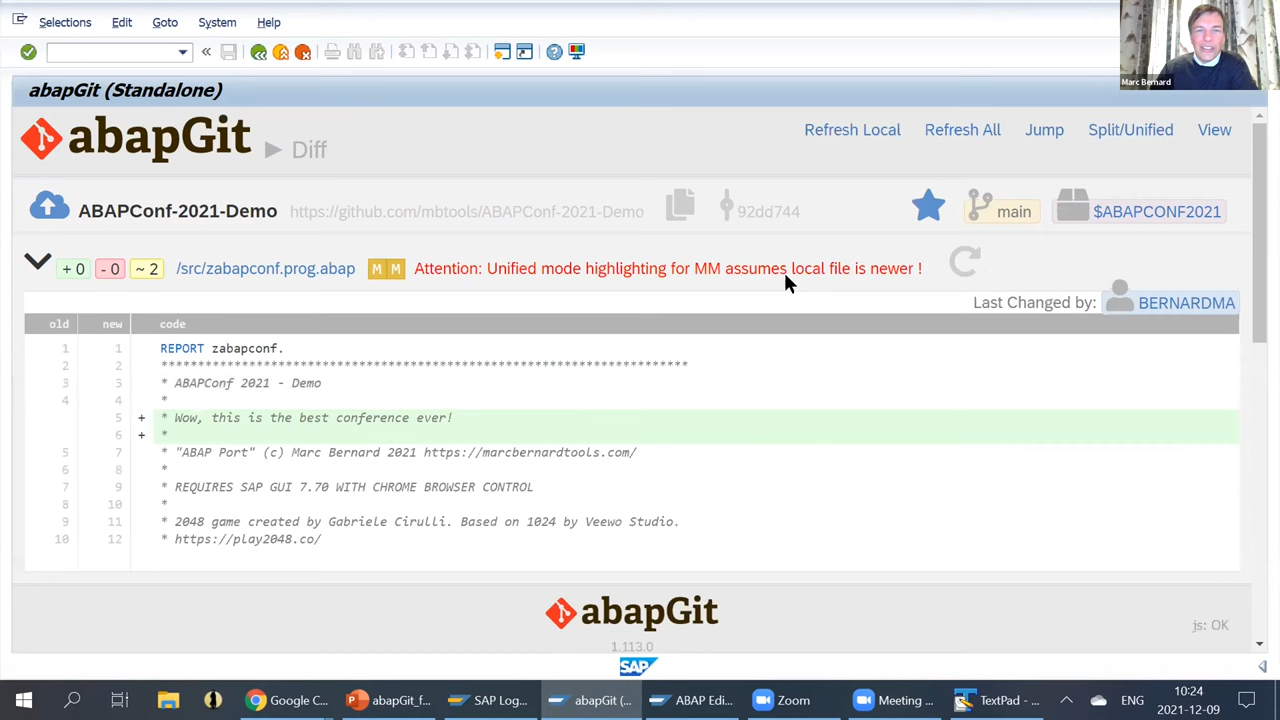 Selections Edit Goto System Help
Marc Bernard
abapGit (Standalone)
abapGit ► Diff
Refresh Local Refresh All Jump Split/Unified View
ABAPConf-2021-Demo https://github.com/mbtools/ABAPConf-2021-Demo 92dd744 main $ABAPCONF2021
+ 0 - 0 ~ 2 /src/zabapconf.prog.abap M M Attention: Unified mode highlighting for MM assumes local file is newer !
Last Changed by: BERNARDMA
old new code
1 1 REPORT zabapconf.
2 2 ************************************************************************
3 3 * ABAPConf 2021 - Demo
4 4 *
5 + * Wow, this is the best conference ever!
6 + *
5 7 * "ABAP Port" (c) Marc Bernard 2021 https://marcbernardtools.com/
6 8 *
7 9 * REQUIRES SAP GUI 7.70 WITH CHROME BROWSER CONTROL
8 10 *
9 11 * 2048 game created by Gabriele Cirulli. Based on 1024 by Veewo Studio.
10 12 * https://play2048.co/
abapGit
1.113.0
js: OK
SAP
Google C... abapGit_f... SAP Log... abapGit (... ABAP Edi... Zoom Meeting ... TextPad - ... ENG
10:24
2021-12-09